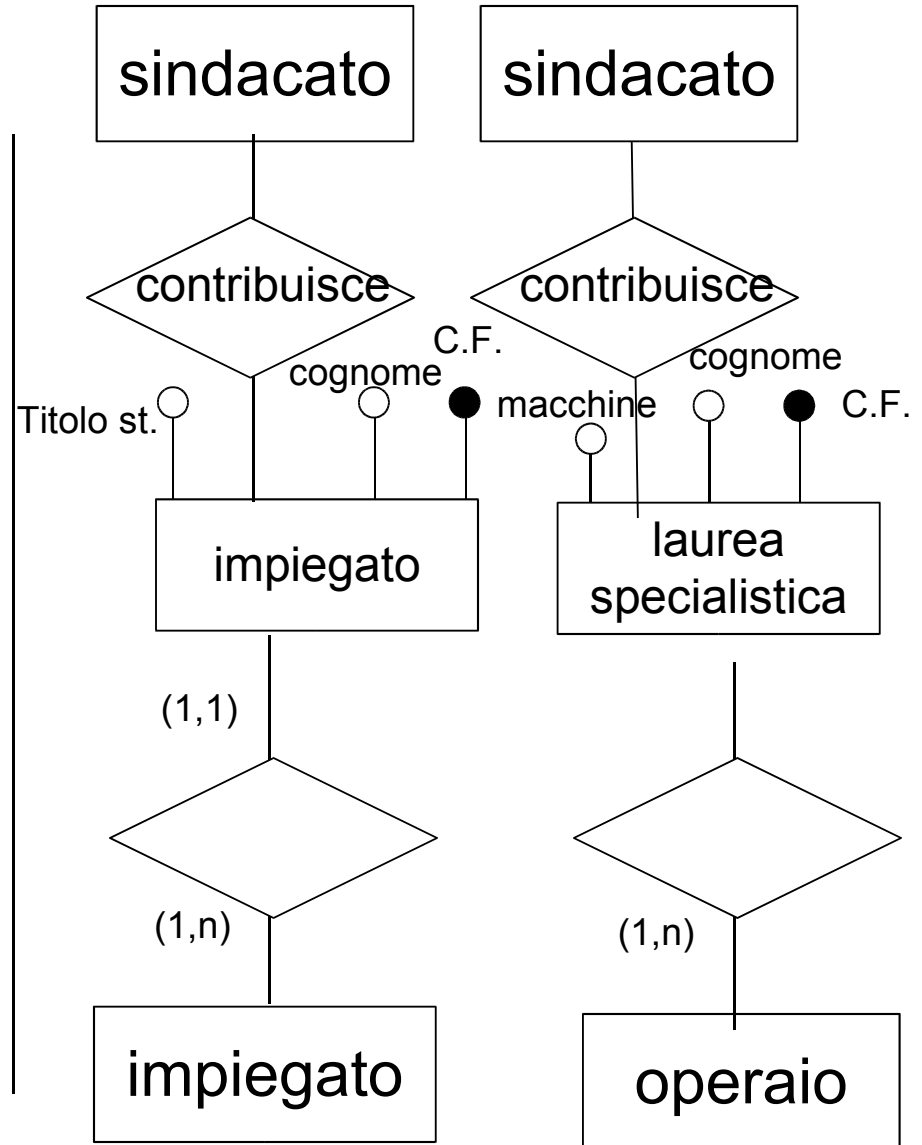 sindacato
sindacato
contribuisce
contribuisce
C.F.
cognome
cognome
Titolo st.
macchine
C.F.
impiegato
laurea
specialistica
(1,1)
(1,n)
(1,n)
impiegato
operaio